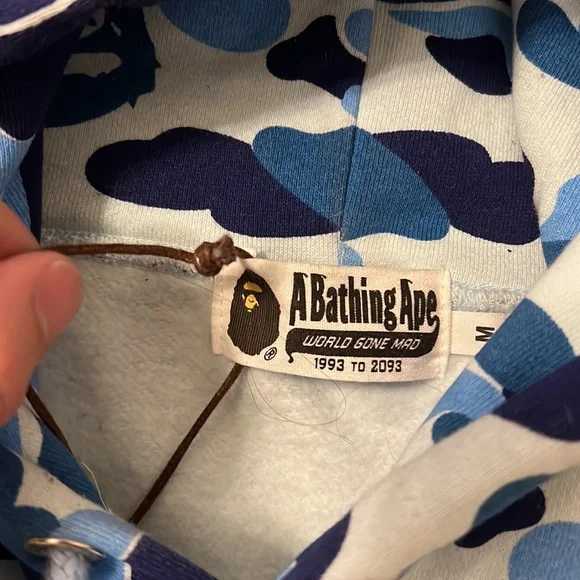 A Bathing Ape
®
WORLD GONE MAD
1993 TO 2093
M